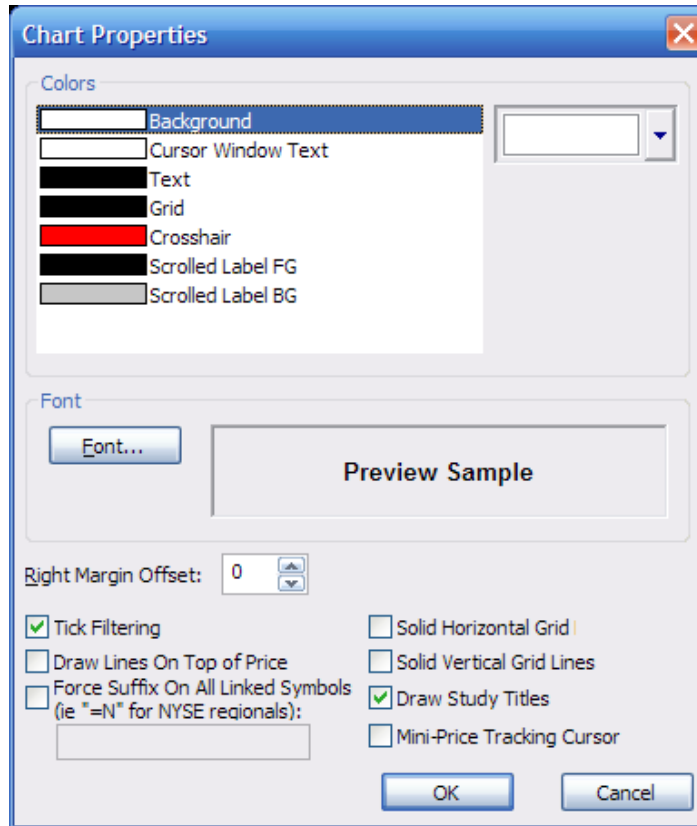 Chart Properties
Colors
Background
Cursor Window Text
Text
Grid
Crosshair
Scrolled Label FG
Scrolled Label BG
Font
Font...
Preview Sample
Right Margin Offset: 0
Tick Filtering
Draw Lines On Top of Price
Force Suffix On All Linked Symbols
(ie "=N" for NYSE regionals):
Solid Horizontal Grid
Solid Vertical Grid Lines
Draw Study Titles
Mini-Price Tracking Cursor
OK
Cancel